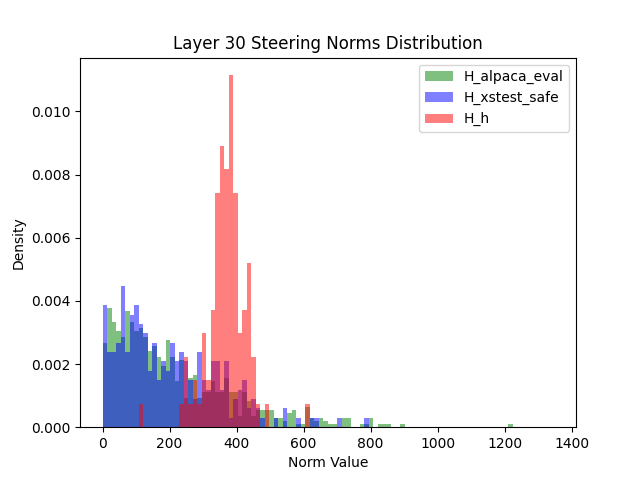 Layer 30 Steering Norms Distribution
H_alpaca_eval
H_xstest_safe
H_h
Density
0.010
0.008
0.006
0.004
0.002
0.000
0
200
400
600
800
1000
1200
1400
Norm Value